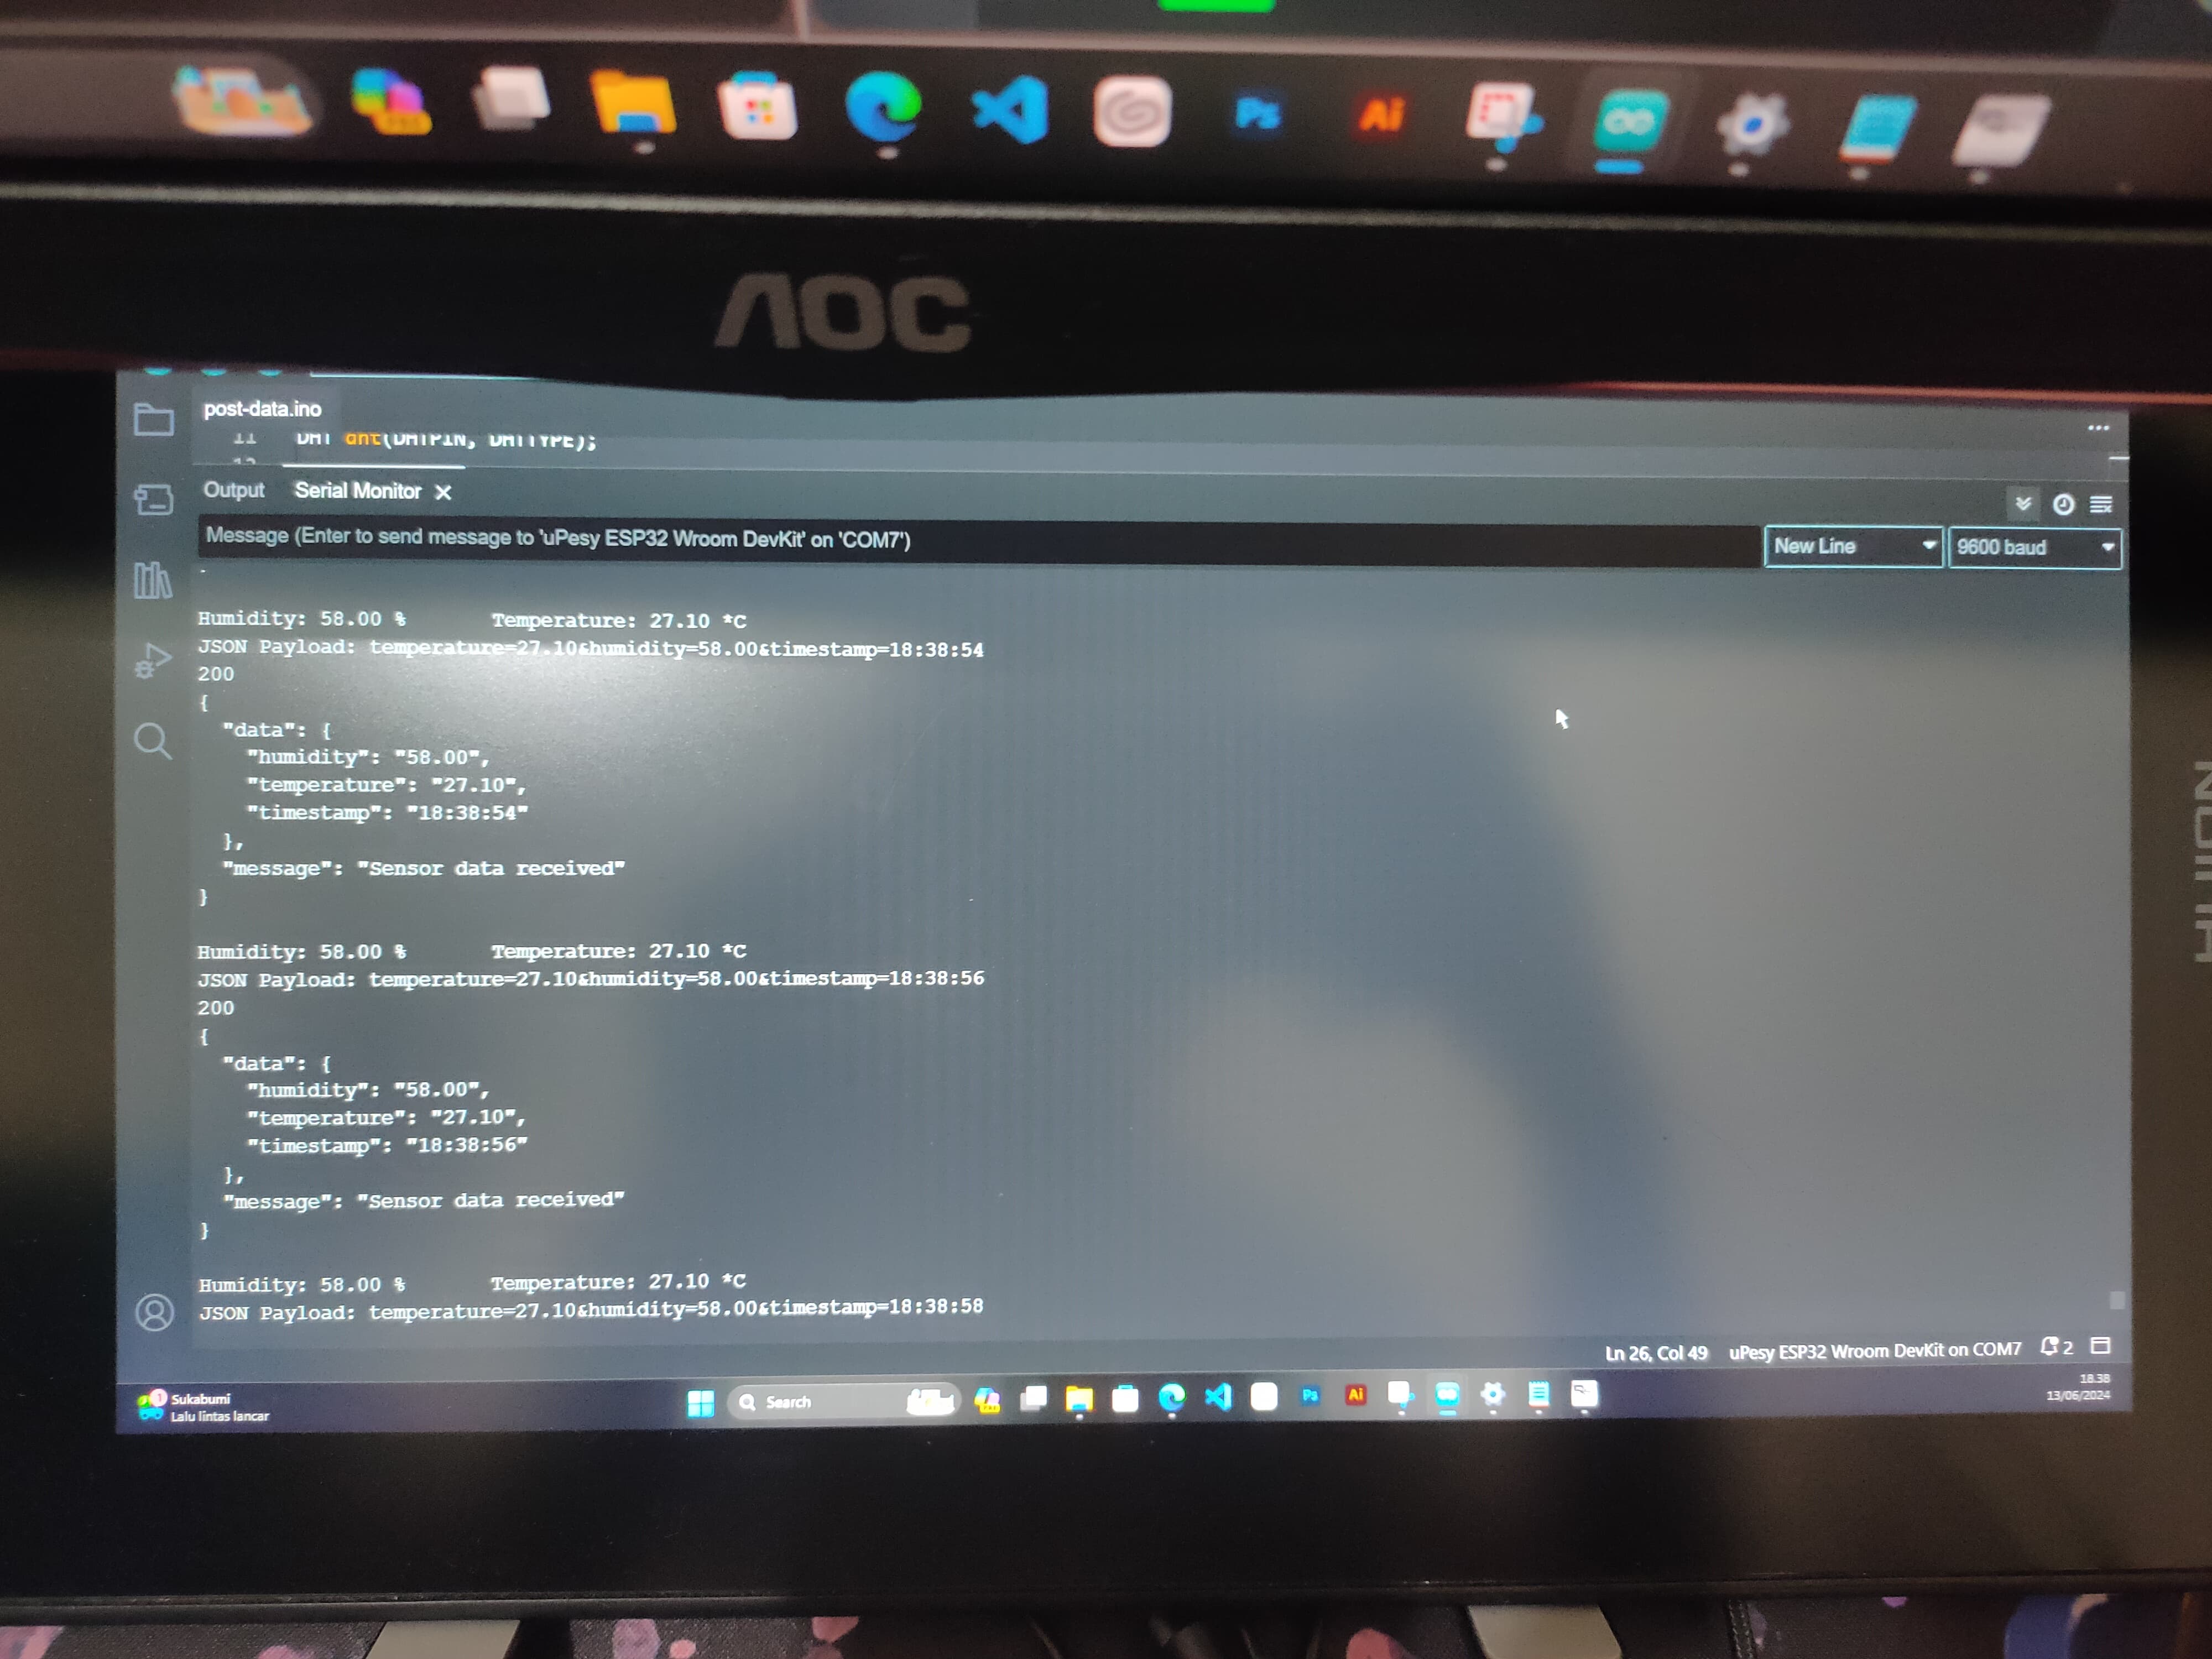 Ps
Ai
AOC
post-data.ino
11 DHT dht(DHTPIN, DHTTYPE);
12
Output Serial Monitor
Message (Enter to send message to 'uPesy ESP32 Wroom DevKit' on 'COM7')
New Line
9600 baud
Humidity: 58.00 % Temperature: 27.10 *C
JSON Payload: temperature=27.10&humidity=58.00&timestamp=18:38:54
200
{
"data": {
"humidity": "58.00",
"temperature": "27.10",
"timestamp": "18:38:54"
},
"message": "Sensor data received"
}
Humidity: 58.00 % Temperature: 27.10 *C
JSON Payload: temperature=27.10&humidity=58.00&timestamp=18:38:56
200
{
"data": {
"humidity": "58.00",
"temperature": "27.10",
"timestamp": "18:38:56"
},
"message": "Sensor data received"
}
Humidity: 58.00 % Temperature: 27.10 *C
JSON Payload: temperature=27.10&humidity=58.00&timestamp=18:38:58
Ln 26, Col 49 uPesy ESP32 Wroom DevKit on COM7 2
1 Sukabumi
Lalu lintas lancar
Search
Ps
Ai
18.38
13/06/2024